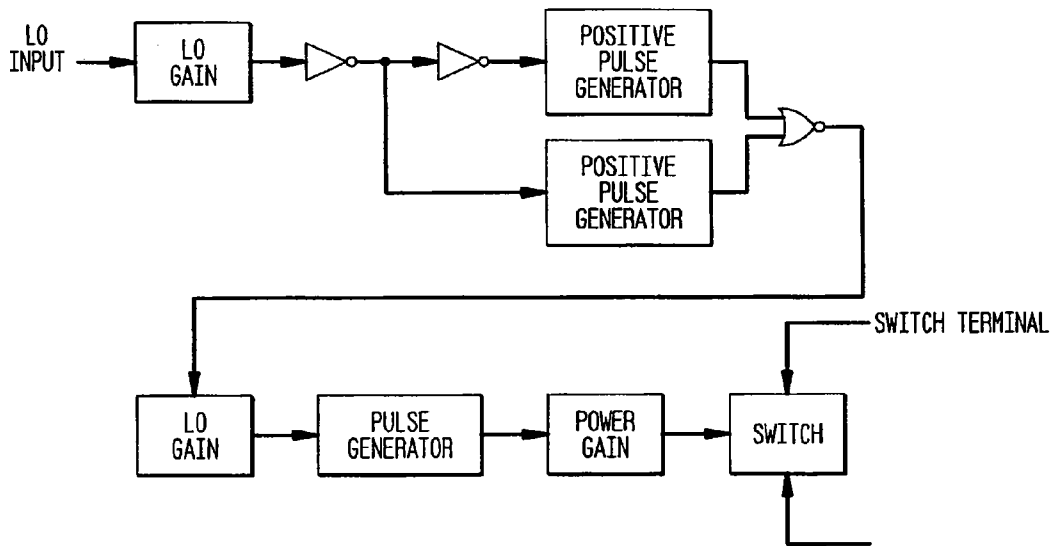 LO
INPUT
LO
GAIN
POSITIVE
PULSE
GENERATOR
POSITIVE
PULSE
GENERATOR
SWITCH TERMINAL
LO
GAIN
PULSE
GENERATOR
POWER
GAIN
SWITCH